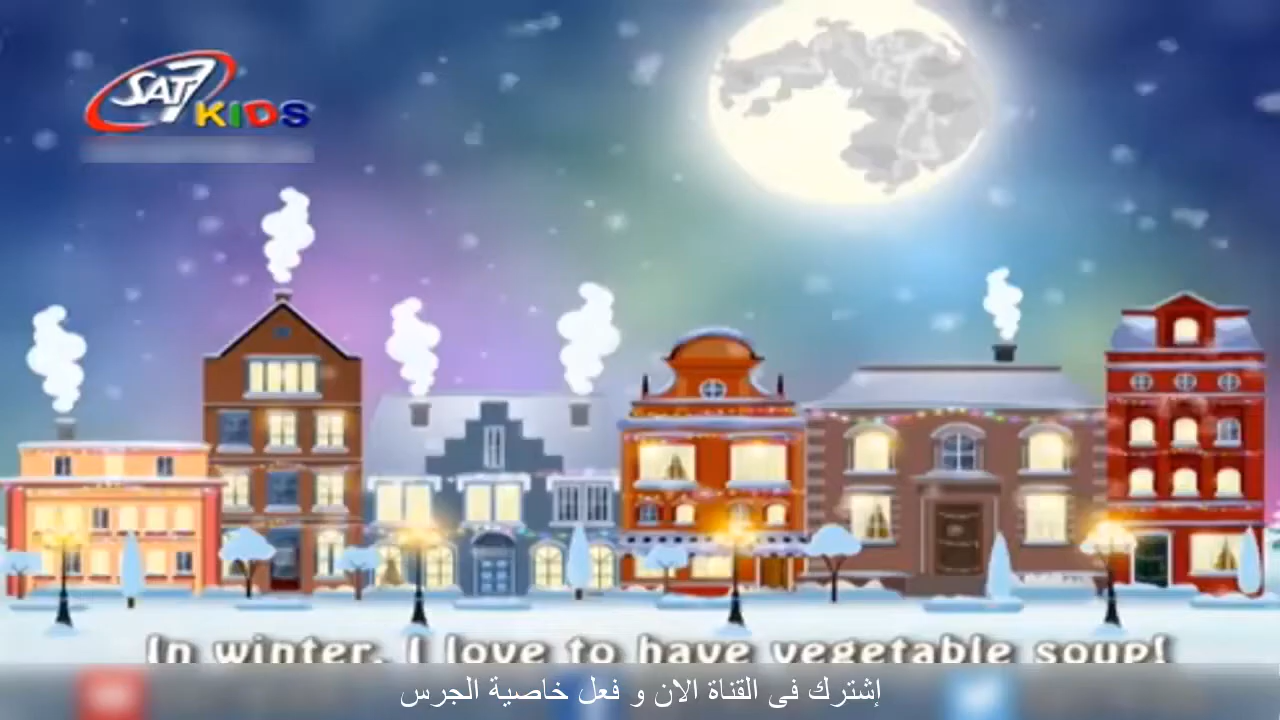 SAT7
KIDS
In winter, I love to have vegetable soup!
إشترك فى القناة الان و فعل خاصية الجرس